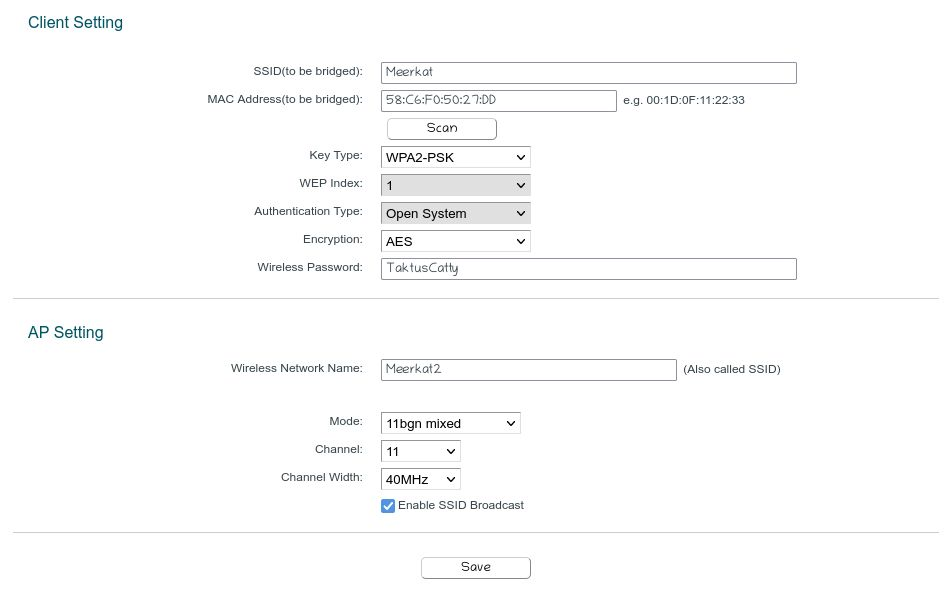 Client Setting
SSID(to be bridged): Meerkat
MAC Address(to be bridged): 58:C6:F0:50:27:DD e.g. 00:1D:0F:11:22:33
Scan
Key Type: WPA2-PSK
WEP Index: 1
Authentication Type: Open System
Encryption: AES
Wireless Password: TaktusCatty
AP Setting
Wireless Network Name: Meerkat2 (Also called SSID)
Mode: 11bgn mixed
Channel: 11
Channel Width: 40MHz
Enable SSID Broadcast
Save